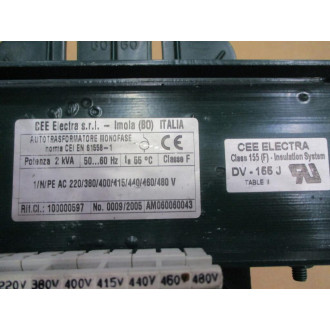 CEE Electra s.r.l. - Imola (BO) ITALIA
AUTOTRASFORMATORE MONOFASE
norma CEI EN 61558-1
CE
Potenza 2 kVA 50...60 Hz Ta 55 °C Classe F
1/N/PE AC 220/380/400/415/440/460/480 V
Rif.Cl.: 100000597 No. 0009/2005 AM060060043
CEE ELECTRA
Class 155 (F) - Insulation System
DV - 155 J
TABLE
220V 380V 400V 415V 440V 460V 480V